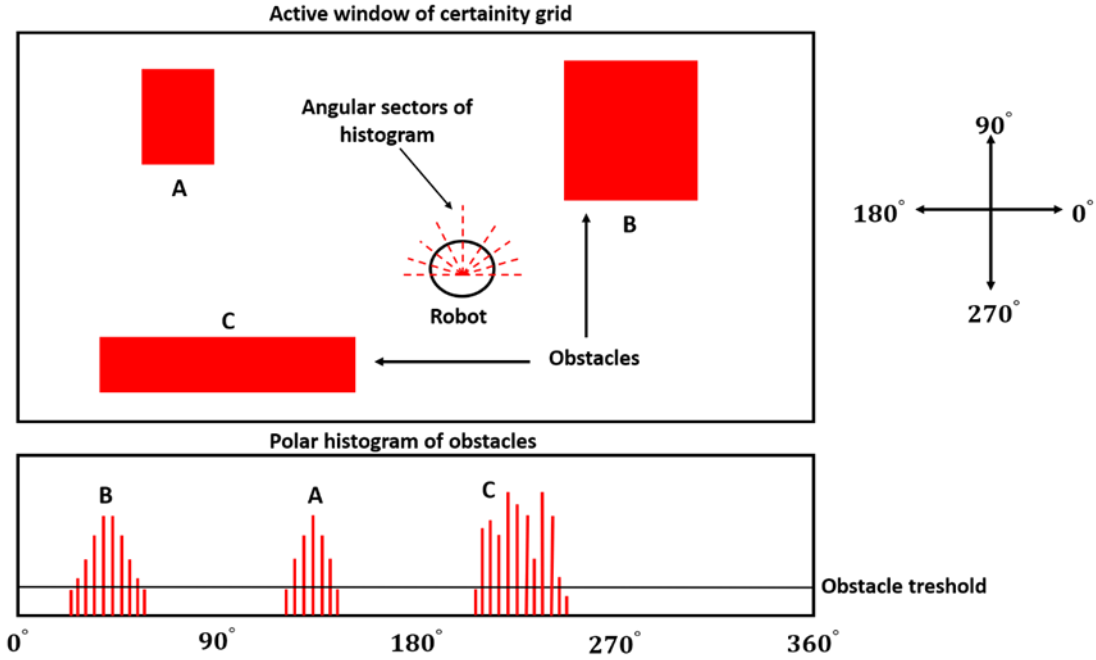 Active window of certainity grid
Angular sectors of
histogram
A
B
Robot
C
Obstacles
90°
180°
0°
270°
Polar histogram of obstacles
B
A
C
Obstacle treshold
0°
90°
180°
270°
360°